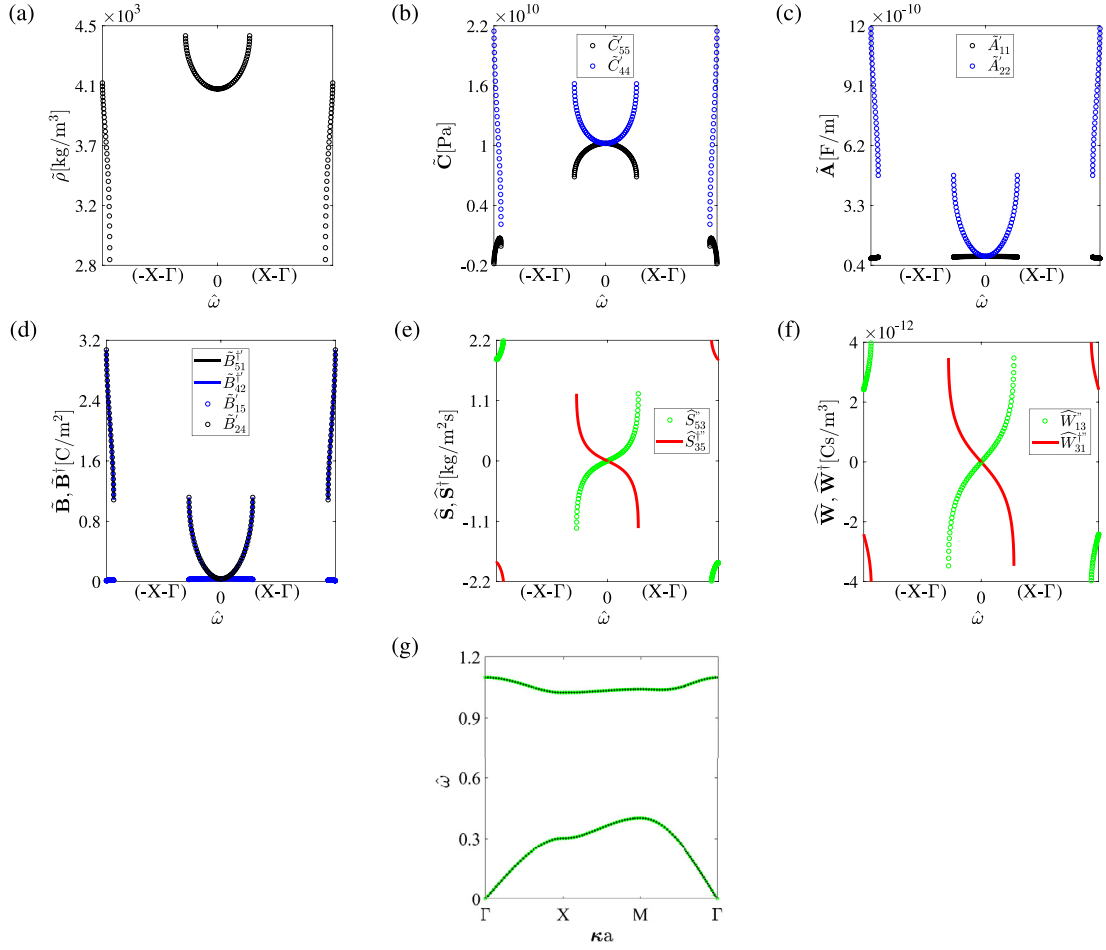 (a)
×10³
4.5
4.1
3.7
3.2
2.8
ρ̃[kg/m³]
(-X-Γ) 0 (X-Γ)
ω̂
(b)
×10¹⁰
2.2
1.6
1
0.4
-0.2
C̃[Pa]
C̃′₅₅
C̃′₄₄
(-X-Γ) 0 (X-Γ)
ω̂
(c)
×10⁻¹⁰
12
9.1
6.2
3.3
0.4
Ã[F/m]
Ã′₁₁
Ã′₂₂
(-X-Γ) 0 (X-Γ)
ω̂
(d)
3.2
2.4
1.6
0.8
0
B̃, B̃†[C/m²]
B̃†′₅₁
B̃†′₄₂
B̃′₁₅
B̃′₂₄
(-X-Γ) 0 (X-Γ)
ω̂
(e)
2.2
1.1
0
-1.1
-2.2
Ŝ, Ŝ†[kg/m²s]
Ŝ″₅₃
Ŝ†″₃₅
(-X-Γ) 0 (X-Γ)
ω̂
(f)
×10⁻¹²
4
2
0
-2
-4
Ŵ, Ŵ†[Cs/m³]
Ŵ″₁₃
Ŵ†″₃₁
(-X-Γ) 0 (X-Γ)
ω̂
(g)
1.2
0.9
0.6
0.3
0
ω̂
Γ X M Γ
κa